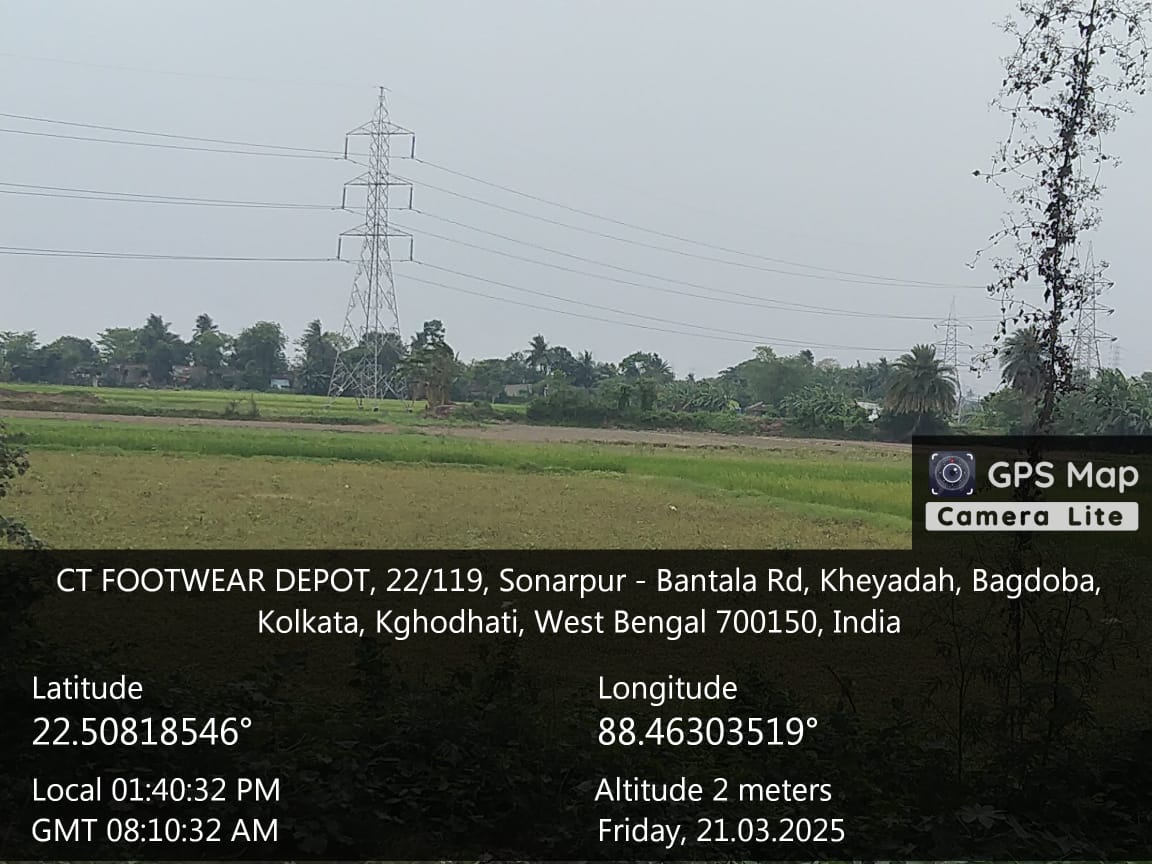 GPS Map
Camera Lite
CT FOOTWEAR DEPOT, 22/119, Sonarpur - Bantala Rd, Kheyadah, Bagdoba,
Kolkata, Kghodhati, West Bengal 700150, India
Latitude
22.50818546°
Longitude
88.46303519°
Local 01:40:32 PM
GMT 08:10:32 AM
Altitude 2 meters
Friday, 21.03.2025